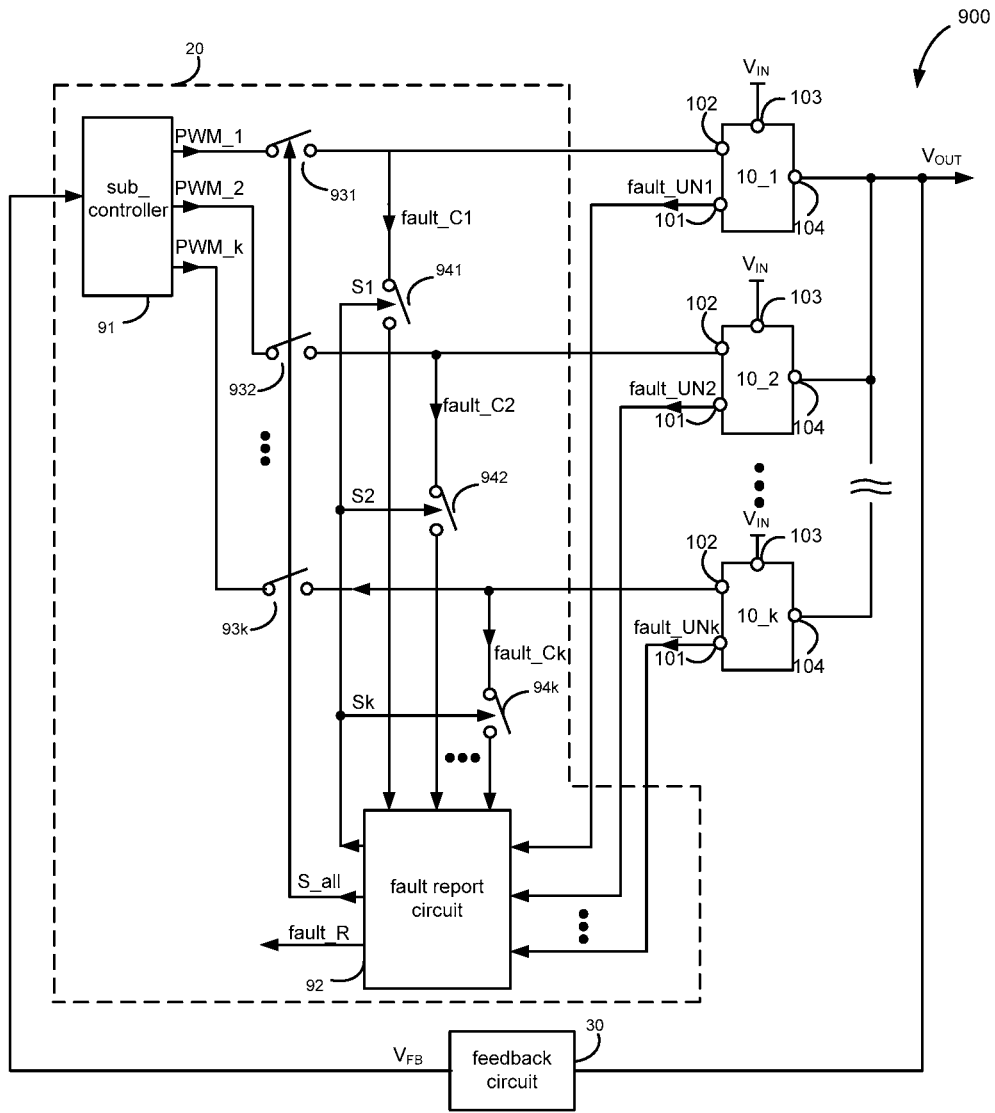 900
20
V_IN
103
102
PWM_1
931
10_1
V_OUT
sub_
controller
PWM_2
fault_UN1
101
104
fault_C1
PWM_k
941
S1
91
V_IN
103
102
932
10_2
fault_UN2
101
104
fault_C2
942
S2
V_IN
103
102
93k
10_k
fault_UNk
101
104
fault_Ck
94k
Sk
S_all
fault report
circuit
fault_R
92
30
V_FB
feedback
circuit